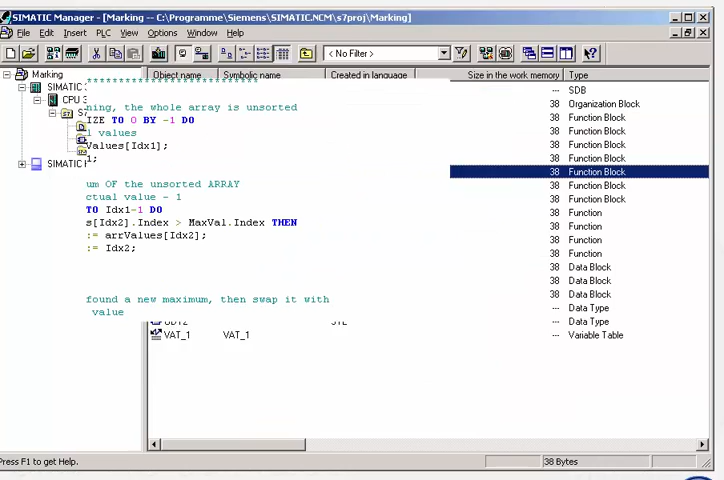 SIMATIC Manager - [Marking -- C:\Programme\Siemens\SIMATIC.NCM\s7proj\Marking]
File Edit Insert PLC View Options Window Help
< No Filter >
Marking
SIMATIC
CPU 3
S7
SIMATIC
Object name Symbolic name Created in language Size in the work memory Type
****************************
ning, the whole array is unsorted
IZE TO 0 BY -1 DO
l values
Values[Idx1];
1;
um OF the unsorted ARRAY
ctual value - 1
TO Idx1-1 DO
s[Idx2].Index > MaxVal.Index THEN
:= arrValues[Idx2];
:= Idx2;
found a new maximum, then swap it with
value
--- SDB
38 Organization Block
38 Function Block
38 Function Block
38 Function Block
38 Function Block
38 Function Block
38 Function Block
38 Function Block
38 Function
38 Function
38 Function
38 Function
38 Data Block
38 Data Block
38 Data Block
--- Data Type
--- Data Type
VAT_1 VAT_1 --- Variable Table
Press F1 to get Help.
38 Bytes